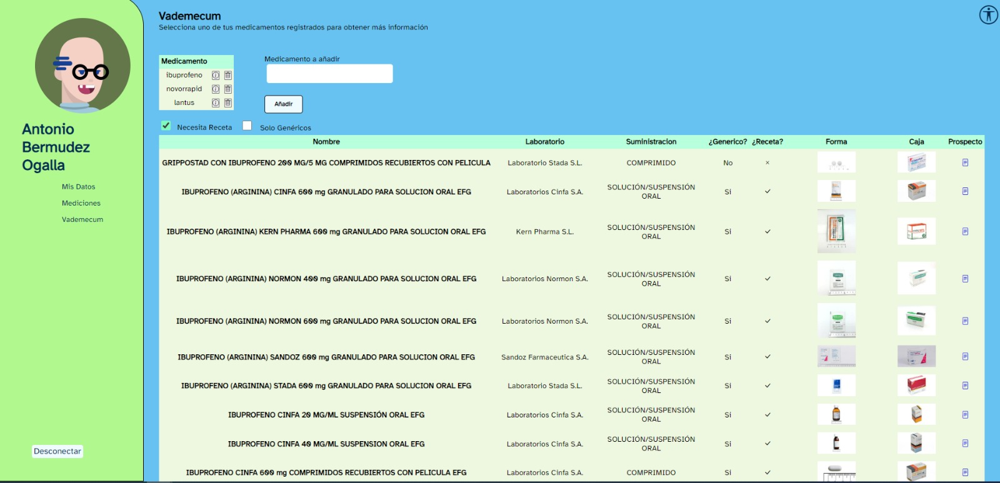 Vademecum
Selecciona uno de tus medicamentos registrados para obtener más información
Antonio
Bermudez
Ogalla
Mis Datos
Mediciones
Vademecum
Desconectar
Medicamento
ibuprofeno
novorrapid
lantus
Medicamento a añadir
Añadir
Necesita Receta Solo Genéricos
Nombre Laboratorio Suministracion ¿Generico? ¿Receta? Forma Caja Prospecto
GRIPPOSTAD CON IBUPROFENO 200 MG/5 MG COMPRIMIDOS RECUBIERTOS CON PELICULA Laboratorio Stada S.L. COMPRIMIDO No ×
IBUPROFENO (ARGININA) CINFA 600 mg GRANULADO PARA SOLUCION ORAL EFG Laboratorios Cinfa S.A. SOLUCIÓN/SUSPENSIÓN ORAL Si ✓
IBUPROFENO (ARGININA) KERN PHARMA 600 mg GRANULADO PARA SOLUCION ORAL EFG Kern Pharma S.L. SOLUCIÓN/SUSPENSIÓN ORAL Si ✓
IBUPROFENO (ARGININA) NORMON 400 mg GRANULADO PARA SOLUCION ORAL EFG Laboratorios Normon S.A. SOLUCIÓN/SUSPENSIÓN ORAL Si ✓
IBUPROFENO (ARGININA) NORMON 600 mg GRANULADO PARA SOLUCION ORAL EFG Laboratorios Normon S.A. SOLUCIÓN/SUSPENSIÓN ORAL Si ✓
IBUPROFENO (ARGININA) SANDOZ 600 mg GRANULADO PARA SOLUCION ORAL EFG Sandoz Farmaceutica S.A. SOLUCIÓN/SUSPENSIÓN ORAL Si ✓
IBUPROFENO (ARGININA) STADA 600 mg GRANULADO PARA SOLUCION ORAL EFG Laboratorio Stada S.L. SOLUCIÓN/SUSPENSIÓN ORAL Si ✓
IBUPROFENO CINFA 20 MG/ML SUSPENSIÓN ORAL EFG Laboratorios Cinfa S.A. SOLUCIÓN/SUSPENSIÓN ORAL Si ✓
IBUPROFENO CINFA 40 MG/ML SUSPENSION ORAL EFG Laboratorios Cinfa S.A. SOLUCIÓN/SUSPENSIÓN ORAL Si ✓
IBUPROFENO CINFA 600 mg COMPRIMIDOS RECUBIERTOS CON PELICULA EFG Laboratorios Cinfa S.A. COMPRIMIDO Si ✓